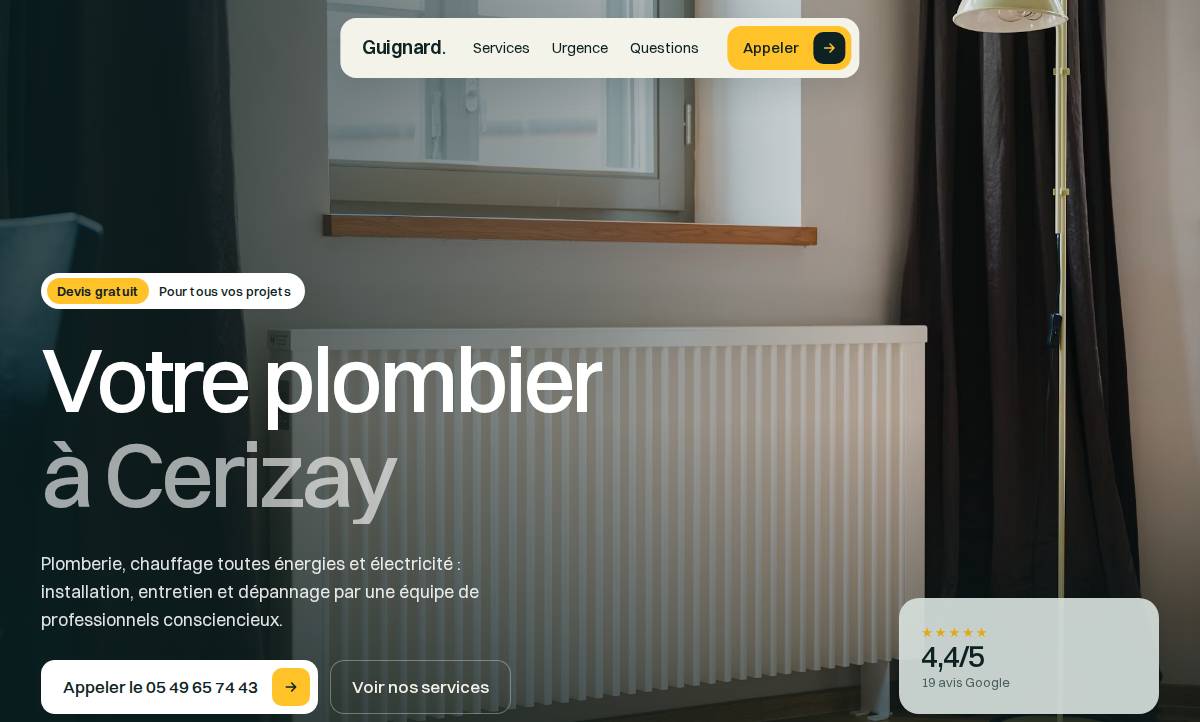 Guignard.
Services
Urgence
Questions
Appeler
Devis gratuit
Pour tous vos projets
Votre plombier
à Cerizay
Plomberie, chauffage toutes énergies et électricité :
installation, entretien et dépannage par une équipe de
professionnels consciencieux.
Appeler le 05 49 65 74 43
Voir nos services
★★★★★
4,4/5
19 avis Google